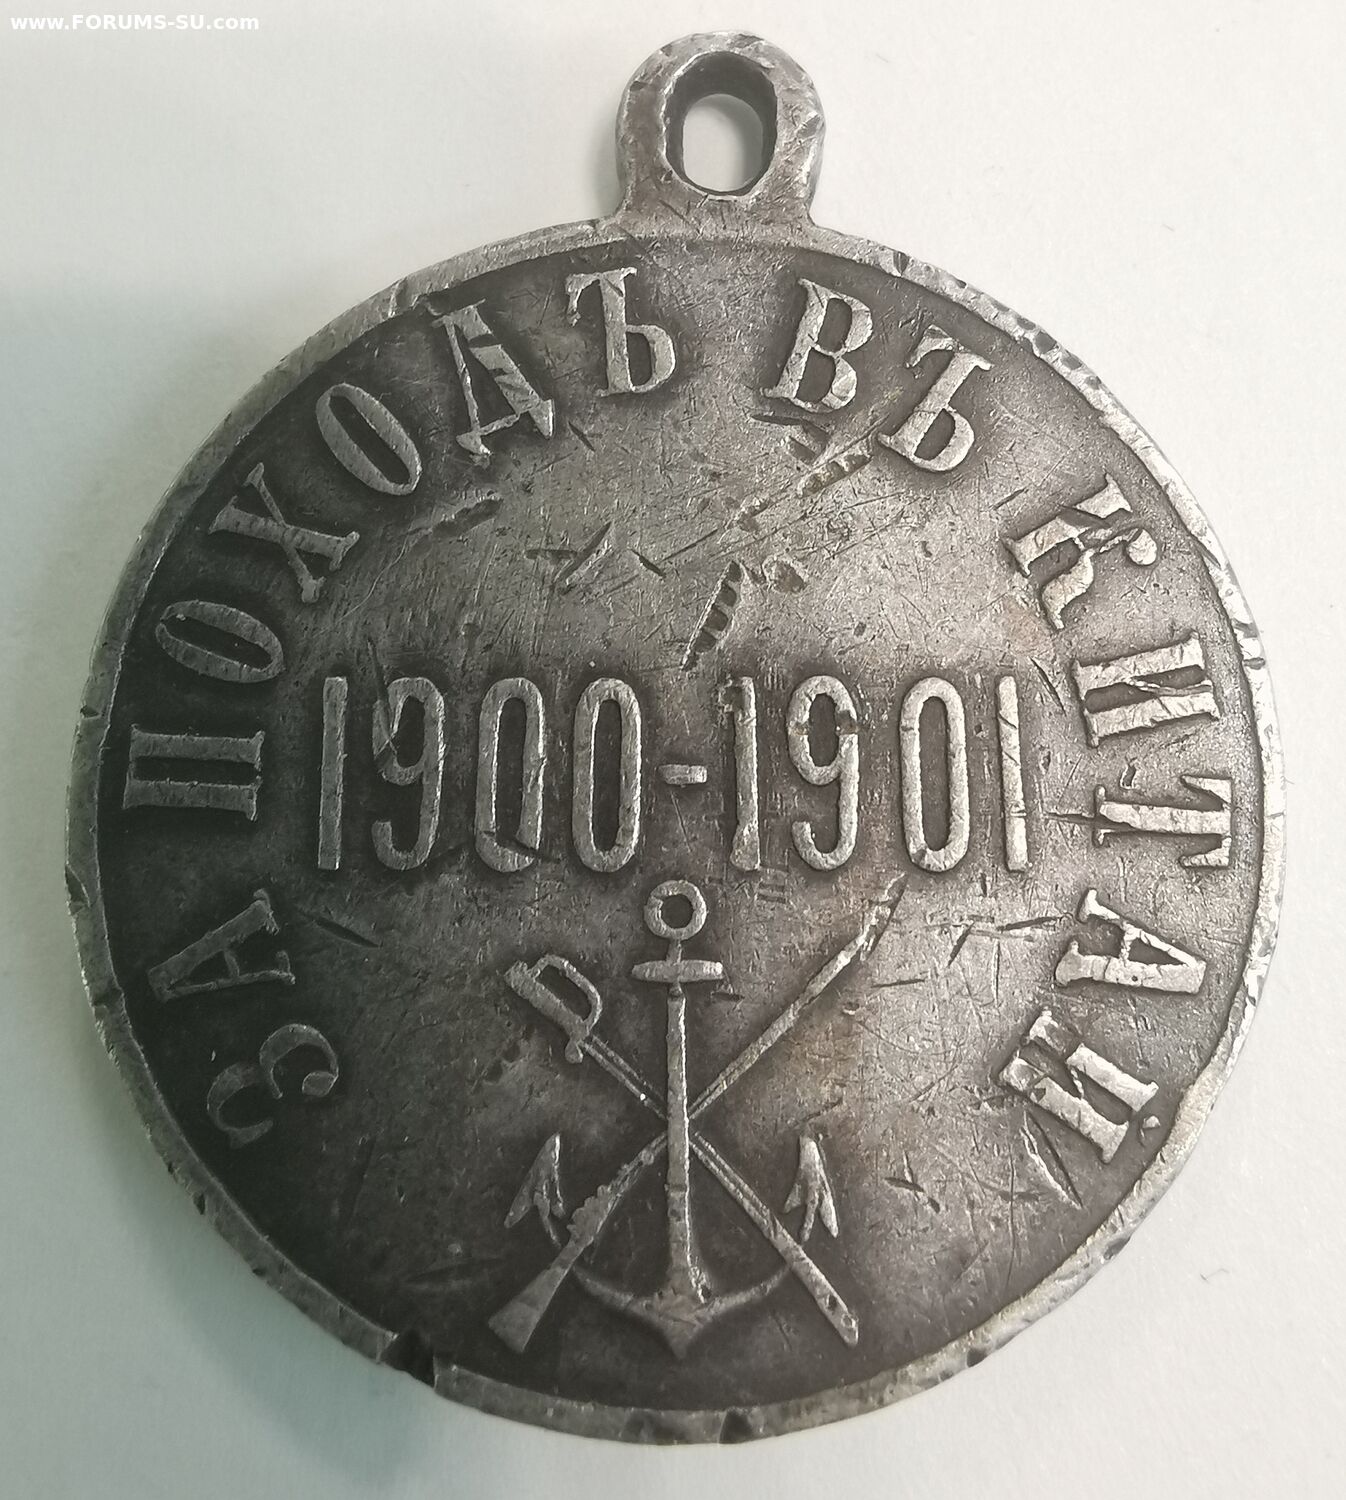 www.FORUMS-SU.com
ЗА ПОХОДЪ ВЪ КИТАЙ
1900-1901